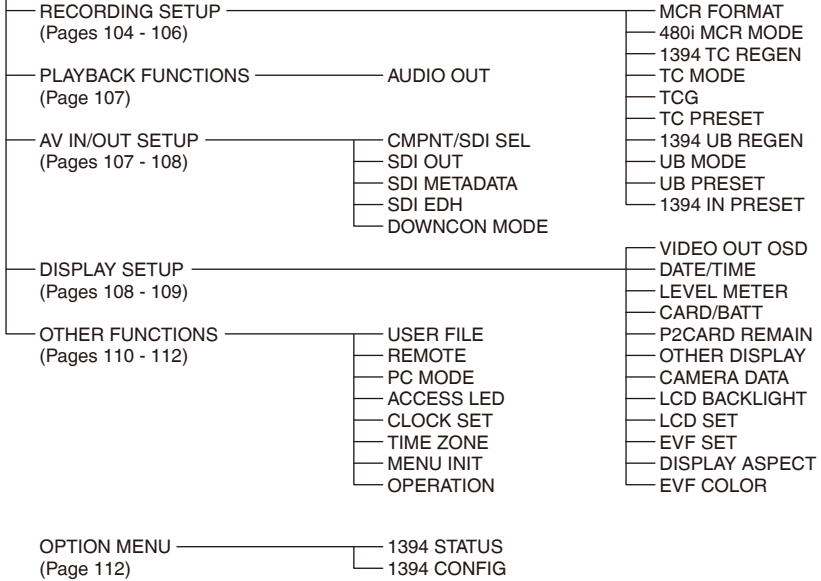 RECORDING SETUP
(Pages 104 - 106)
MCR FORMAT
480i MCR MODE
1394 TC REGEN
TC MODE
TCG
TC PRESET
1394 UB REGEN
UB MODE
UB PRESET
1394 IN PRESET
PLAYBACK FUNCTIONS
(Page 107)
AUDIO OUT
AV IN/OUT SETUP
(Pages 107 - 108)
CMPNT/SDI SEL
SDI OUT
SDI METADATA
SDI EDH
DOWNCON MODE
DISPLAY SETUP
(Pages 108 - 109)
VIDEO OUT OSD
DATE/TIME
LEVEL METER
CARD/BATT
P2CARD REMAIN
OTHER DISPLAY
CAMERA DATA
LCD BACKLIGHT
LCD SET
EVF SET
DISPLAY ASPECT
EVF COLOR
OTHER FUNCTIONS
(Pages 110 - 112)
USER FILE
REMOTE
PC MODE
ACCESS LED
CLOCK SET
TIME ZONE
MENU INIT
OPERATION
OPTION MENU
(Page 112)
1394 STATUS
1394 CONFIG